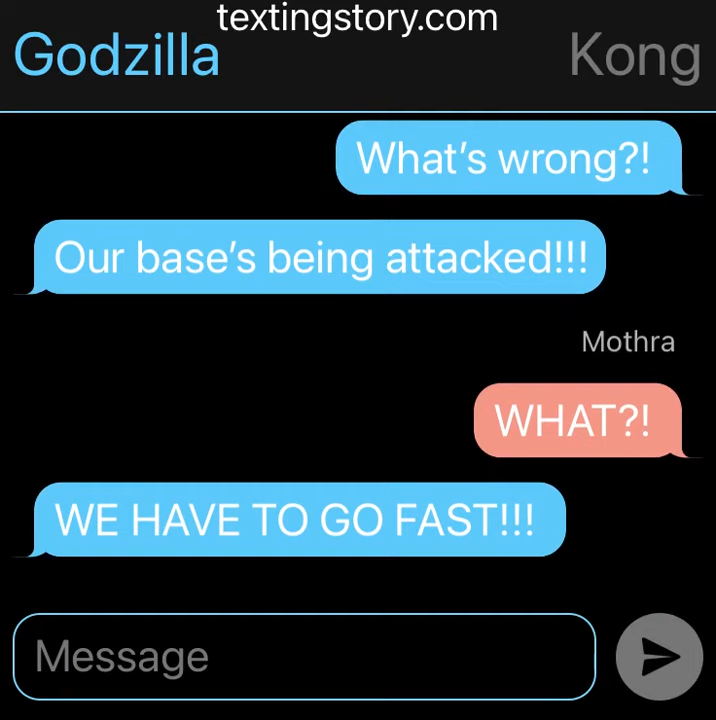 textingstory.com
Godzilla Kong
What’s wrong?!
Our base’s being attacked!!!
Mothra
WHAT?!
WE HAVE TO GO FAST!!!
Message